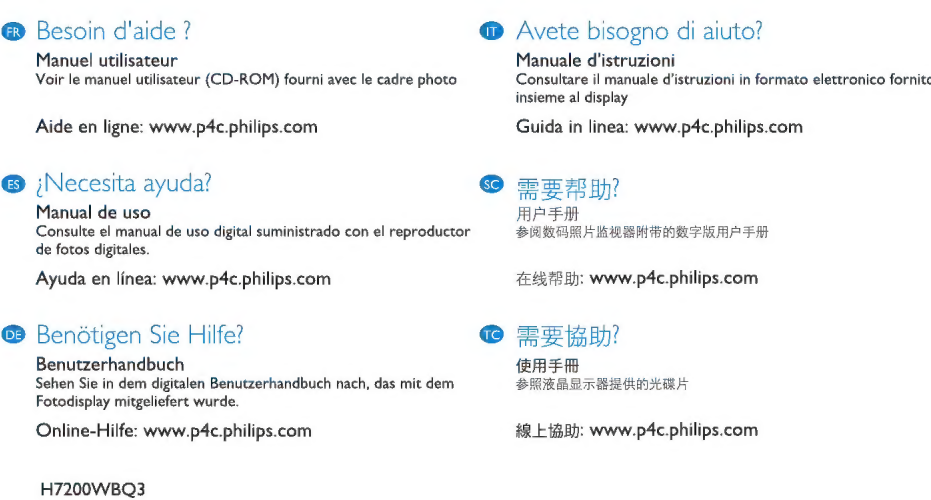 FR Besoin d'aide ?
Manuel utilisateur
Voir le manuel utilisateur (CD-ROM) fourni avec le cadre photo
Aide en ligne: www.p4c.philips.com
ES ¿Necesita ayuda?
Manual de uso
Consulte el manual de uso digital suministrado con el reproductor
de fotos digitales.
Ayuda en línea: www.p4c.philips.com
DE Benötigen Sie Hilfe?
Benutzerhandbuch
Sehen Sie in dem digitalen Benutzerhandbuch nach, das mit dem
Fotodisplay mitgeliefert wurde.
Online-Hilfe: www.p4c.philips.com
H7200WBQ3
IT Avete bisogno di aiuto?
Manuale d'istruzioni
Consultare il manuale d'istruzioni in formato elettronico fornito
insieme al display
Guida in linea: www.p4c.philips.com
SC 需要帮助?
用户手册
参阅数码照片监视器附带的数字版用户手册
在线帮助: www.p4c.philips.com
TC 需要協助?
使用手冊
參照液晶显示器提供的光碟片
線上協助: www.p4c.philips.com